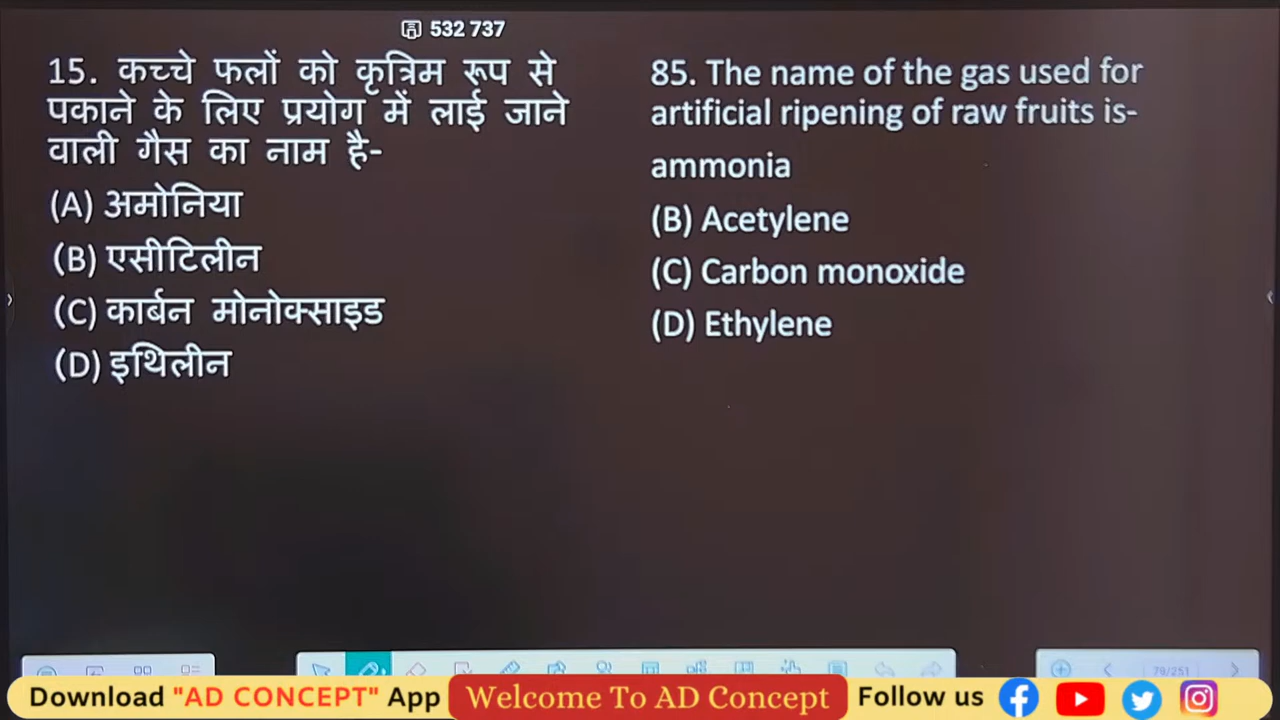 532 737
15. कच्चे फलों को कृत्रिम रूप से
पकाने के लिए प्रयोग में लाई जाने
वाली गैस का नाम है-
(A) अमोनिया
(B) एसीटिलीन
(C) कार्बन मोनोक्साइड
(D) इथिलीन
85. The name of the gas used for
artificial ripening of raw fruits is-
ammonia
(B) Acetylene
(C) Carbon monoxide
(D) Ethylene
79/251
Download "AD CONCEPT" App
Welcome To AD Concept
Follow us